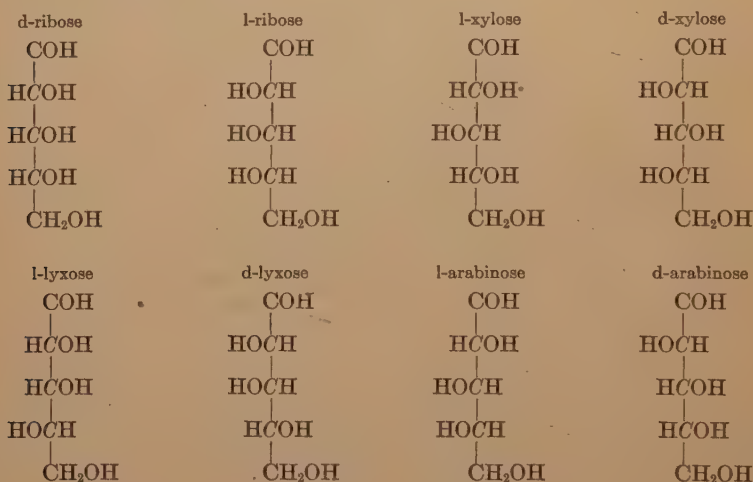 d-ribose l-ribose l-xylose d-xylose
COH COH COH COH
HCOH HOCH HCOH HOCH
HCOH HOCH HOCH HCOH
HCOH HOCH HCOH HOCH
CH₂OH CH₂OH CH₂OH CH₂OH
l-lyxose d-lyxose l-arabinose d-arabinose
COH COH COH COH
HCOH HOCH HCOH HOCH
HCOH HOCH HOCH HCOH
HOCH HCOH HOCH HCOH
CH₂OH CH₂OH CH₂OH CH₂OH